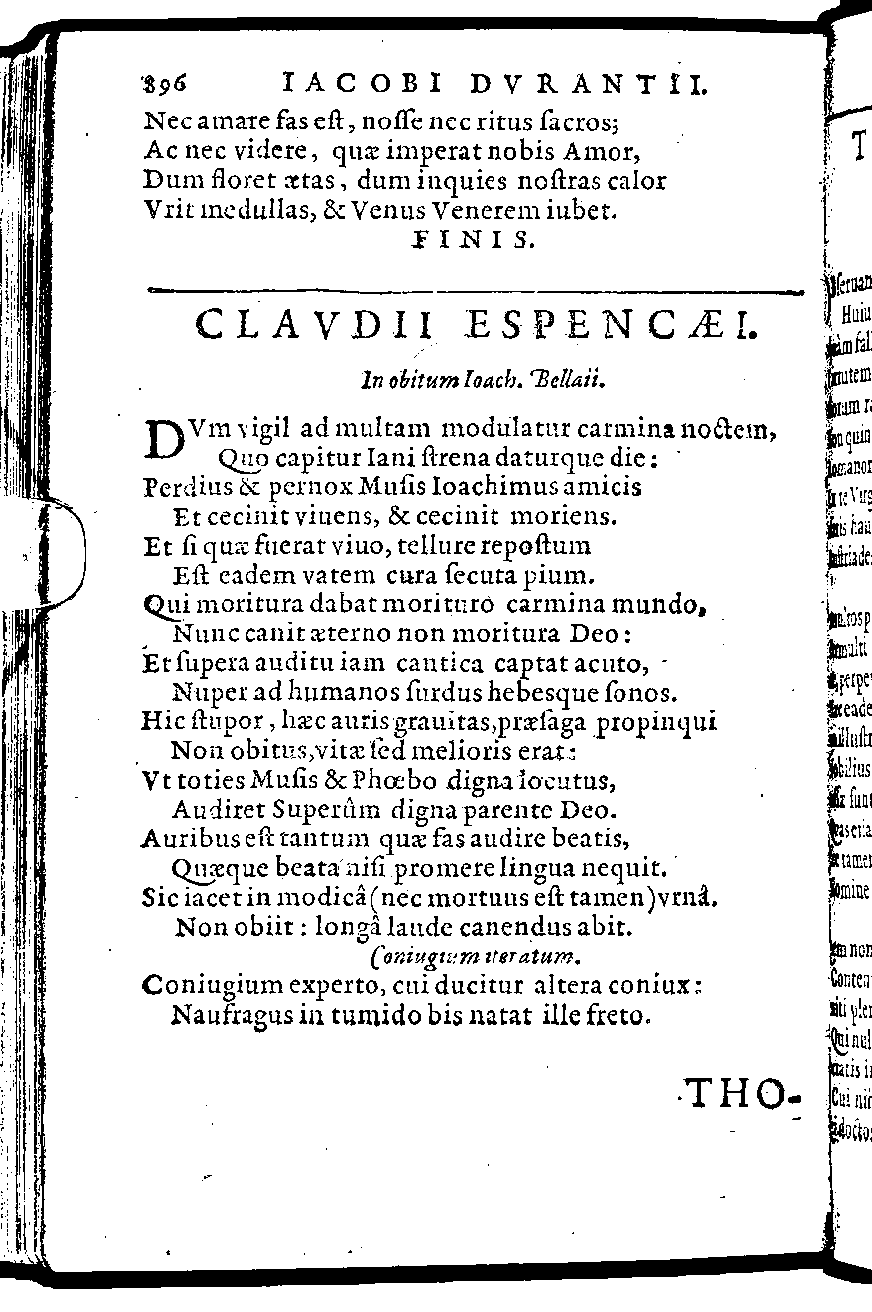 896 IACOBI DVRANTII.
Nec amare fas eſt, noſſe nec ritus ſacros;
Ac nec videre, quæ imperat nobis Amor,
Dum floret ætas, dum inquies noſtras calor
Vrit medullas, & Venus Venerem iubet.
FINIS.
CLAVDII ESPENCÆI.
In obitum Ioach. Bellaii.
DVm vigil ad multam modulatur carmina noctem,
Quo capitur Iani ſtrena daturque die:
Perdius & pernox Muſis Ioachimus amicis
Et cecinit viuens, & cecinit moriens.
Et ſi quæ fuerat viuo, tellure repoſtum
Eſt eadem vatem cura ſecuta pium.
Qui moritura dabat morituro carmina mundo,
Nunc canit æterno non moritura Deo:
Et ſupera auditu iam cantica captat acuto,
Nuper ad humanos ſurdus hebesque ſonos.
Hic ſtupor, hæc auris grauitas, præſaga propinqui
Non obitus, vitæ ſed melioris erat:
Vt toties Muſis & Phœbo digna locutus,
Audiret Superûm digna parente Deo.
Auribus eſt tantum quæ fas audire beatis,
Quæque beata niſi promere lingua nequit.
Sic iacet in modicâ (nec mortuus eſt tamen) vrnâ.
Non obiit: longâ laude canendus abit.
Coniugium iteratum.
Coniugium experto, cui ducitur altera coniux:
Naufragus in tumido bis natat ille freto.
THO-